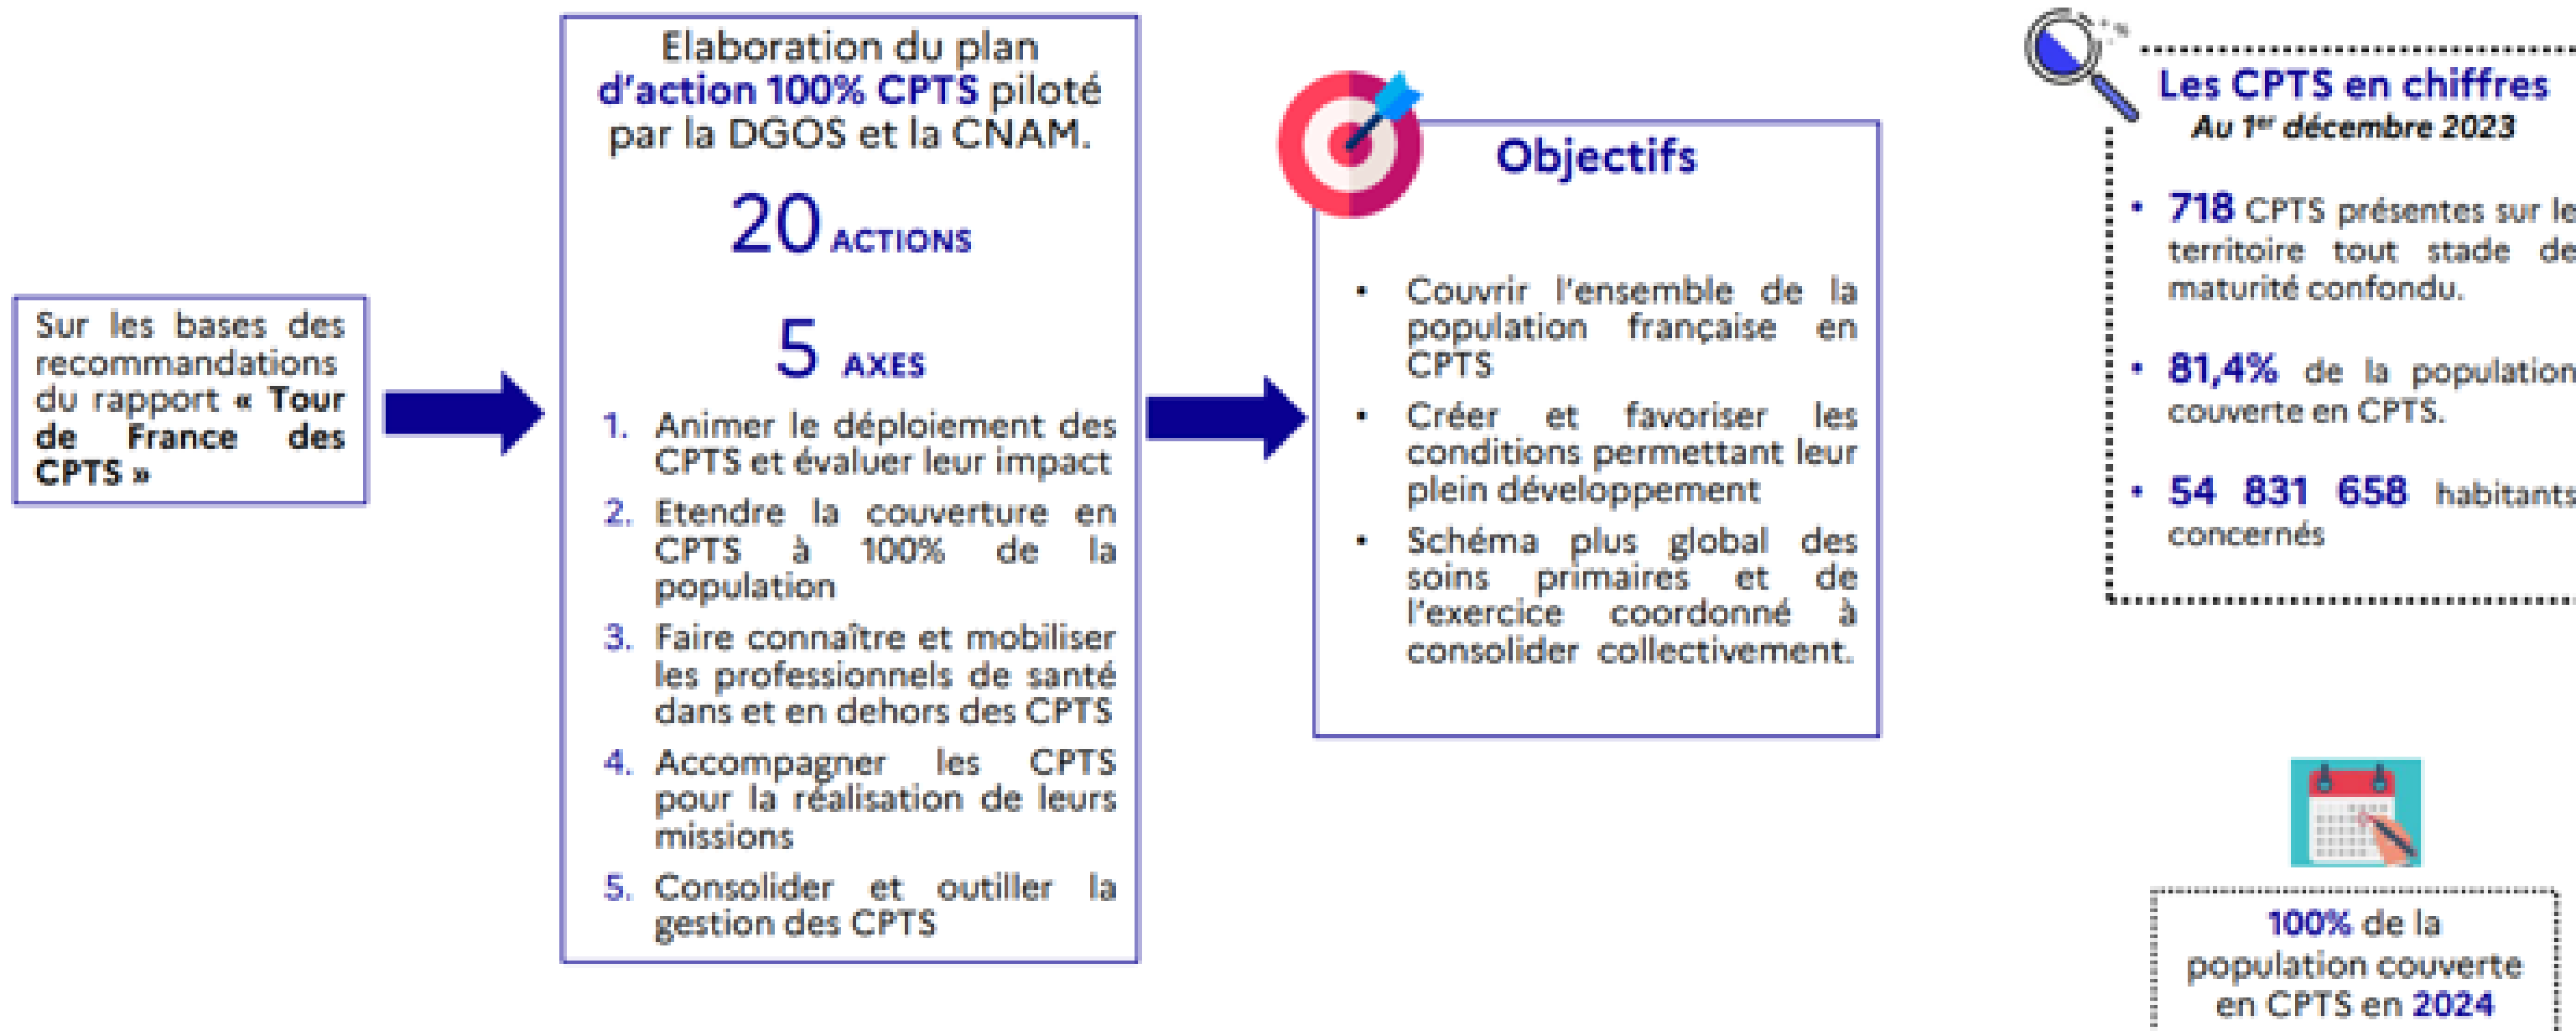 Sur les bases des
recommandations
du rapport « Tour
de France des
CPTS »
Elaboration du plan
d'action 100% CPTS piloté
par la DGOS et la CNAM.
20 ACTIONS
5 AXES
1. Animer le déploiement des
CPTS et évaluer leur impact
2. Etendre la couverture en
CPTS à 100% de la
population
3. Faire connaître et mobiliser
les professionnels de santé
dans et en dehors des CPTS
4. Accompagner les CPTS
pour la réalisation de leurs
missions
5. Consolider et outiller la
gestion des CPTS
Objectifs
• Couvrir l'ensemble de la
population française en
CPTS
• Créer et favoriser les
conditions permettant leur
plein développement
• Schéma plus global des
soins primaires et de
l'exercice coordonné à
consolider collectivement.
Les CPTS en chiffres
Au 1er décembre 2023
• 718 CPTS présentes sur le
territoire tout stade de
maturité confondu.
• 81,4% de la population
couverte en CPTS.
• 54 831 658 habitants
concernés
100% de la
population couverte
en CPTS en 2024